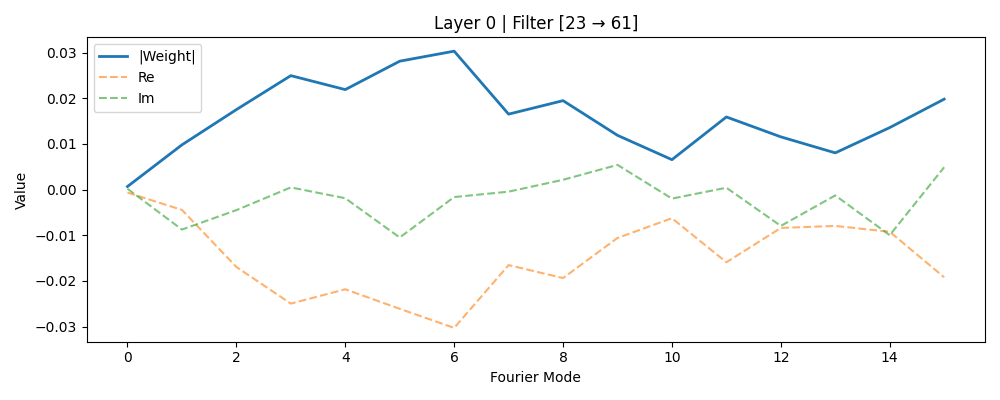 Layer 0 | Filter [23 → 61]
|Weight|
Re
Im
0.03
0.02
0.01
0.00
−0.01
−0.02
−0.03
Value
0 2 4 6 8 10 12 14
Fourier Mode